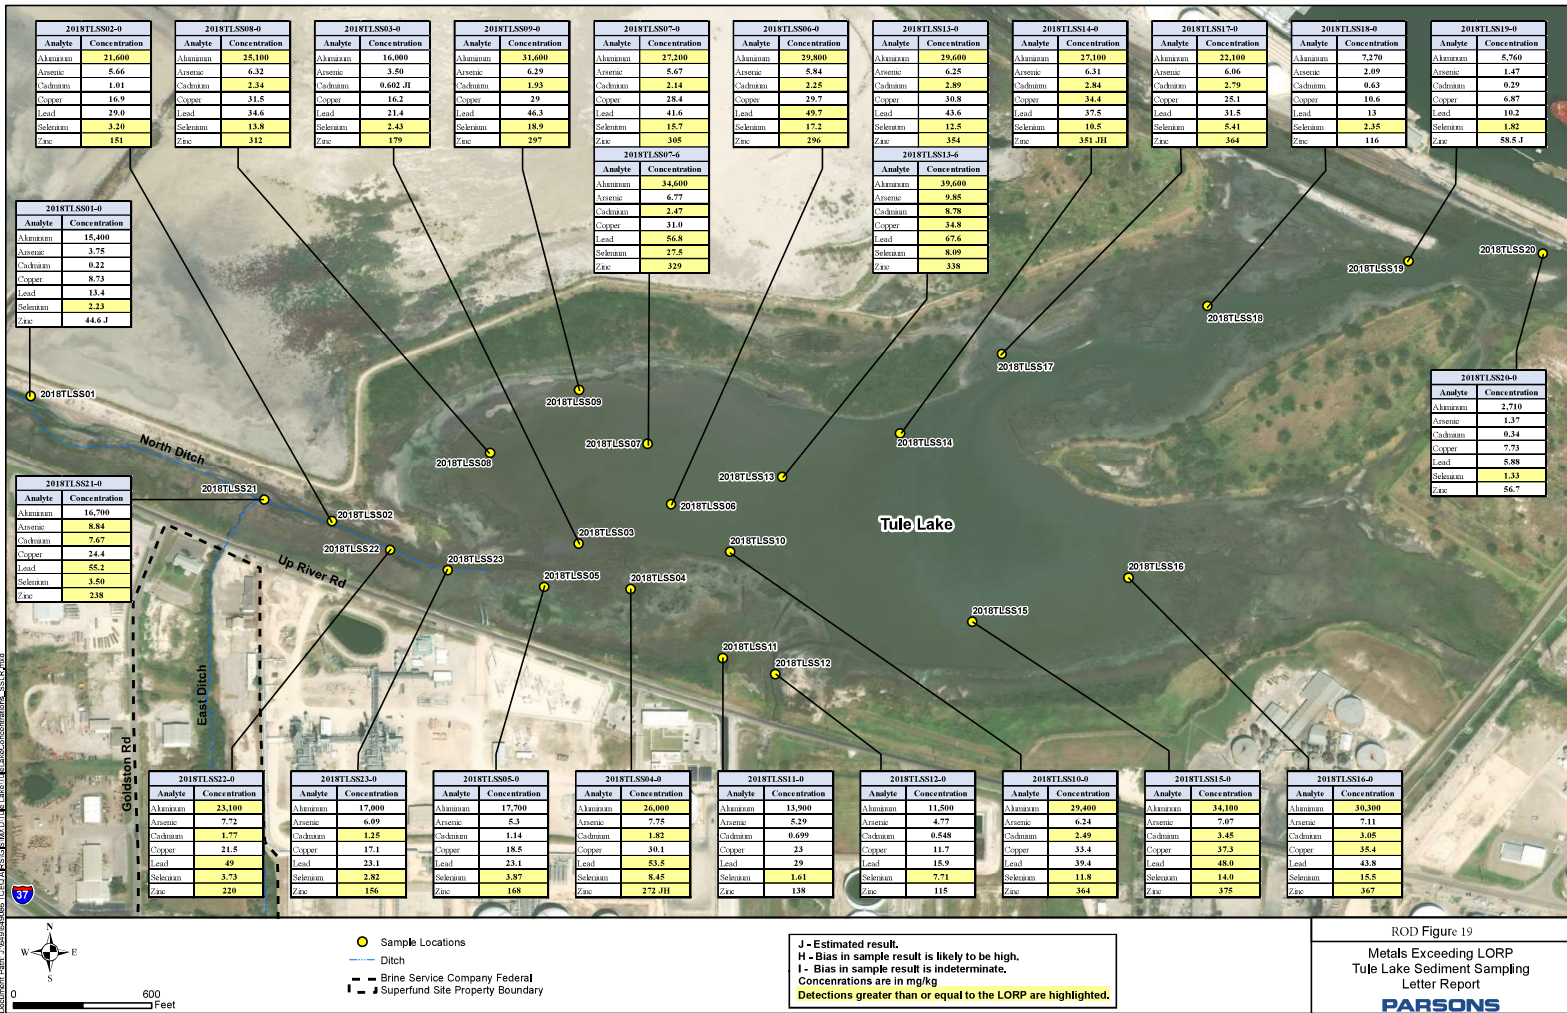 2018TLSS02-0
Analyte Concentration
Aluminum 21,600
Arsenic 5.66
Cadmium 1.01
Copper 16.9
Lead 29.0
Selenium 3.20
Zinc 151
2018TLSS08-0
Analyte Concentration
Aluminum 25,100
Arsenic 6.32
Cadmium 2.34
Copper 31.5
Lead 34.6
Selenium 13.8
Zinc 312
2018TLSS03-0
Analyte Concentration
Aluminum 16,000
Arsenic 3.50
Cadmium 0.602 JI
Copper 16.2
Lead 21.4
Selenium 2.43
Zinc 179
2018TLSS09-0
Analyte Concentration
Aluminum 31,600
Arsenic 6.29
Cadmium 1.93
Copper 29
Lead 46.3
Selenium 18.9
Zinc 297
2018TLSS07-0
Analyte Concentration
Aluminum 27,200
Arsenic 5.67
Cadmium 2.14
Copper 28.4
Lead 41.6
Selenium 15.7
Zinc 305
2018TLSS07-6
Analyte Concentration
Aluminum 34,600
Arsenic 6.77
Cadmium 2.47
Copper 31.0
Lead 56.8
Selenium 27.5
Zinc 329
2018TLSS06-0
Analyte Concentration
Aluminum 29,800
Arsenic 5.84
Cadmium 2.25
Copper 29.7
Lead 49.7
Selenium 17.2
Zinc 296
2018TLSS13-0
Analyte Concentration
Aluminum 29,600
Arsenic 6.25
Cadmium 2.89
Copper 30.8
Lead 43.6
Selenium 12.5
Zinc 354
2018TLSS13-6
Analyte Concentration
Aluminum 39,600
Arsenic 9.85
Cadmium 8.78
Copper 34.8
Lead 67.6
Selenium 8.09
Zinc 338
2018TLSS14-0
Analyte Concentration
Aluminum 27,100
Arsenic 6.31
Cadmium 2.84
Copper 34.4
Lead 37.5
Selenium 10.5
Zinc 351 JH
2018TLSS17-0
Analyte Concentration
Aluminum 22,100
Arsenic 6.06
Cadmium 2.79
Copper 25.1
Lead 31.5
Selenium 5.41
Zinc 364
2018TLSS18-0
Analyte Concentration
Aluminum 7,270
Arsenic 2.09
Cadmium 0.63
Copper 10.6
Lead 13
Selenium 2.35
Zinc 116
2018TLSS19-0
Analyte Concentration
Aluminum 5,760
Arsenic 1.47
Cadmium 0.29
Copper 6.87
Lead 10.2
Selenium 1.82
Zinc 58.5 J
2018TLSS01-0
Analyte Concentration
Aluminum 15,400
Arsenic 3.75
Cadmium 0.22
Copper 8.73
Lead 13.4
Selenium 2.23
Zinc 44.6 J
2018TLSS20-0
Analyte Concentration
Aluminum 2,710
Arsenic 1.37
Cadmium 0.34
Copper 7.73
Lead 5.88
Selenium 1.33
Zinc 56.7
2018TLSS21-0
Analyte Concentration
Aluminum 16,700
Arsenic 8.84
Cadmium 7.67
Copper 24.4
Lead 55.2
Selenium 3.50
Zinc 238
2018TLSS20
2018TLSS19
2018TLSS18
2018TLSS17
2018TLSS01
2018TLSS09
2018TLSS07
2018TLSS14
North Ditch
2018TLSS08
2018TLSS13
2018TLSS21
2018TLSS06
2018TLSS02
Tule Lake
2018TLSS03
2018TLSS10
2018TLSS22
2018TLSS23
Up River Rd
2018TLSS05
2018TLSS04
2018TLSS16
2018TLSS15
2018TLSS11
2018TLSS12
East Ditch
Goldston Rd
37
2018TLSS22-0
Analyte Concentration
Aluminum 23,100
Arsenic 7.72
Cadmium 1.77
Copper 21.5
Lead 49
Selenium 3.73
Zinc 220
2018TLSS23-0
Analyte Concentration
Aluminum 17,000
Arsenic 6.09
Cadmium 1.25
Copper 17.1
Lead 23.1
Selenium 2.82
Zinc 156
2018TLSS05-0
Analyte Concentration
Aluminum 17,700
Arsenic 5.3
Cadmium 1.14
Copper 18.5
Lead 23.1
Selenium 3.87
Zinc 168
2018TLSS04-0
Analyte Concentration
Aluminum 26,000
Arsenic 7.75
Cadmium 1.82
Copper 30.1
Lead 53.5
Selenium 8.45
Zinc 272 JH
2018TLSS11-0
Analyte Concentration
Aluminum 13,900
Arsenic 5.29
Cadmium 0.699
Copper 23
Lead 29
Selenium 1.61
Zinc 138
2018TLSS12-0
Analyte Concentration
Aluminum 11,500
Arsenic 4.77
Cadmium 0.548
Copper 11.7
Lead 15.9
Selenium 7.71
Zinc 115
2018TLSS10-0
Analyte Concentration
Aluminum 29,400
Arsenic 6.24
Cadmium 2.49
Copper 33.4
Lead 39.4
Selenium 11.8
Zinc 364
2018TLSS15-0
Analyte Concentration
Aluminum 34,100
Arsenic 7.07
Cadmium 3.45
Copper 37.3
Lead 48.0
Selenium 14.0
Zinc 375
2018TLSS16-0
Analyte Concentration
Aluminum 30,300
Arsenic 7.11
Cadmium 3.05
Copper 35.4
Lead 43.8
Selenium 15.5
Zinc 367
N
W E
S
0 600
Feet
Sample Locations
Ditch
Brine Service Company Federal
Superfund Site Property Boundary
J - Estimated result.
H - Bias in sample result is likely to be high.
I - Bias in sample result is indeterminate.
Concenrations are in mg/kg
Detections greater than or equal to the LORP are highlighted.
ROD Figure 19
Metals Exceeding LORP
Tule Lake Sediment Sampling
Letter Report
PARSONS